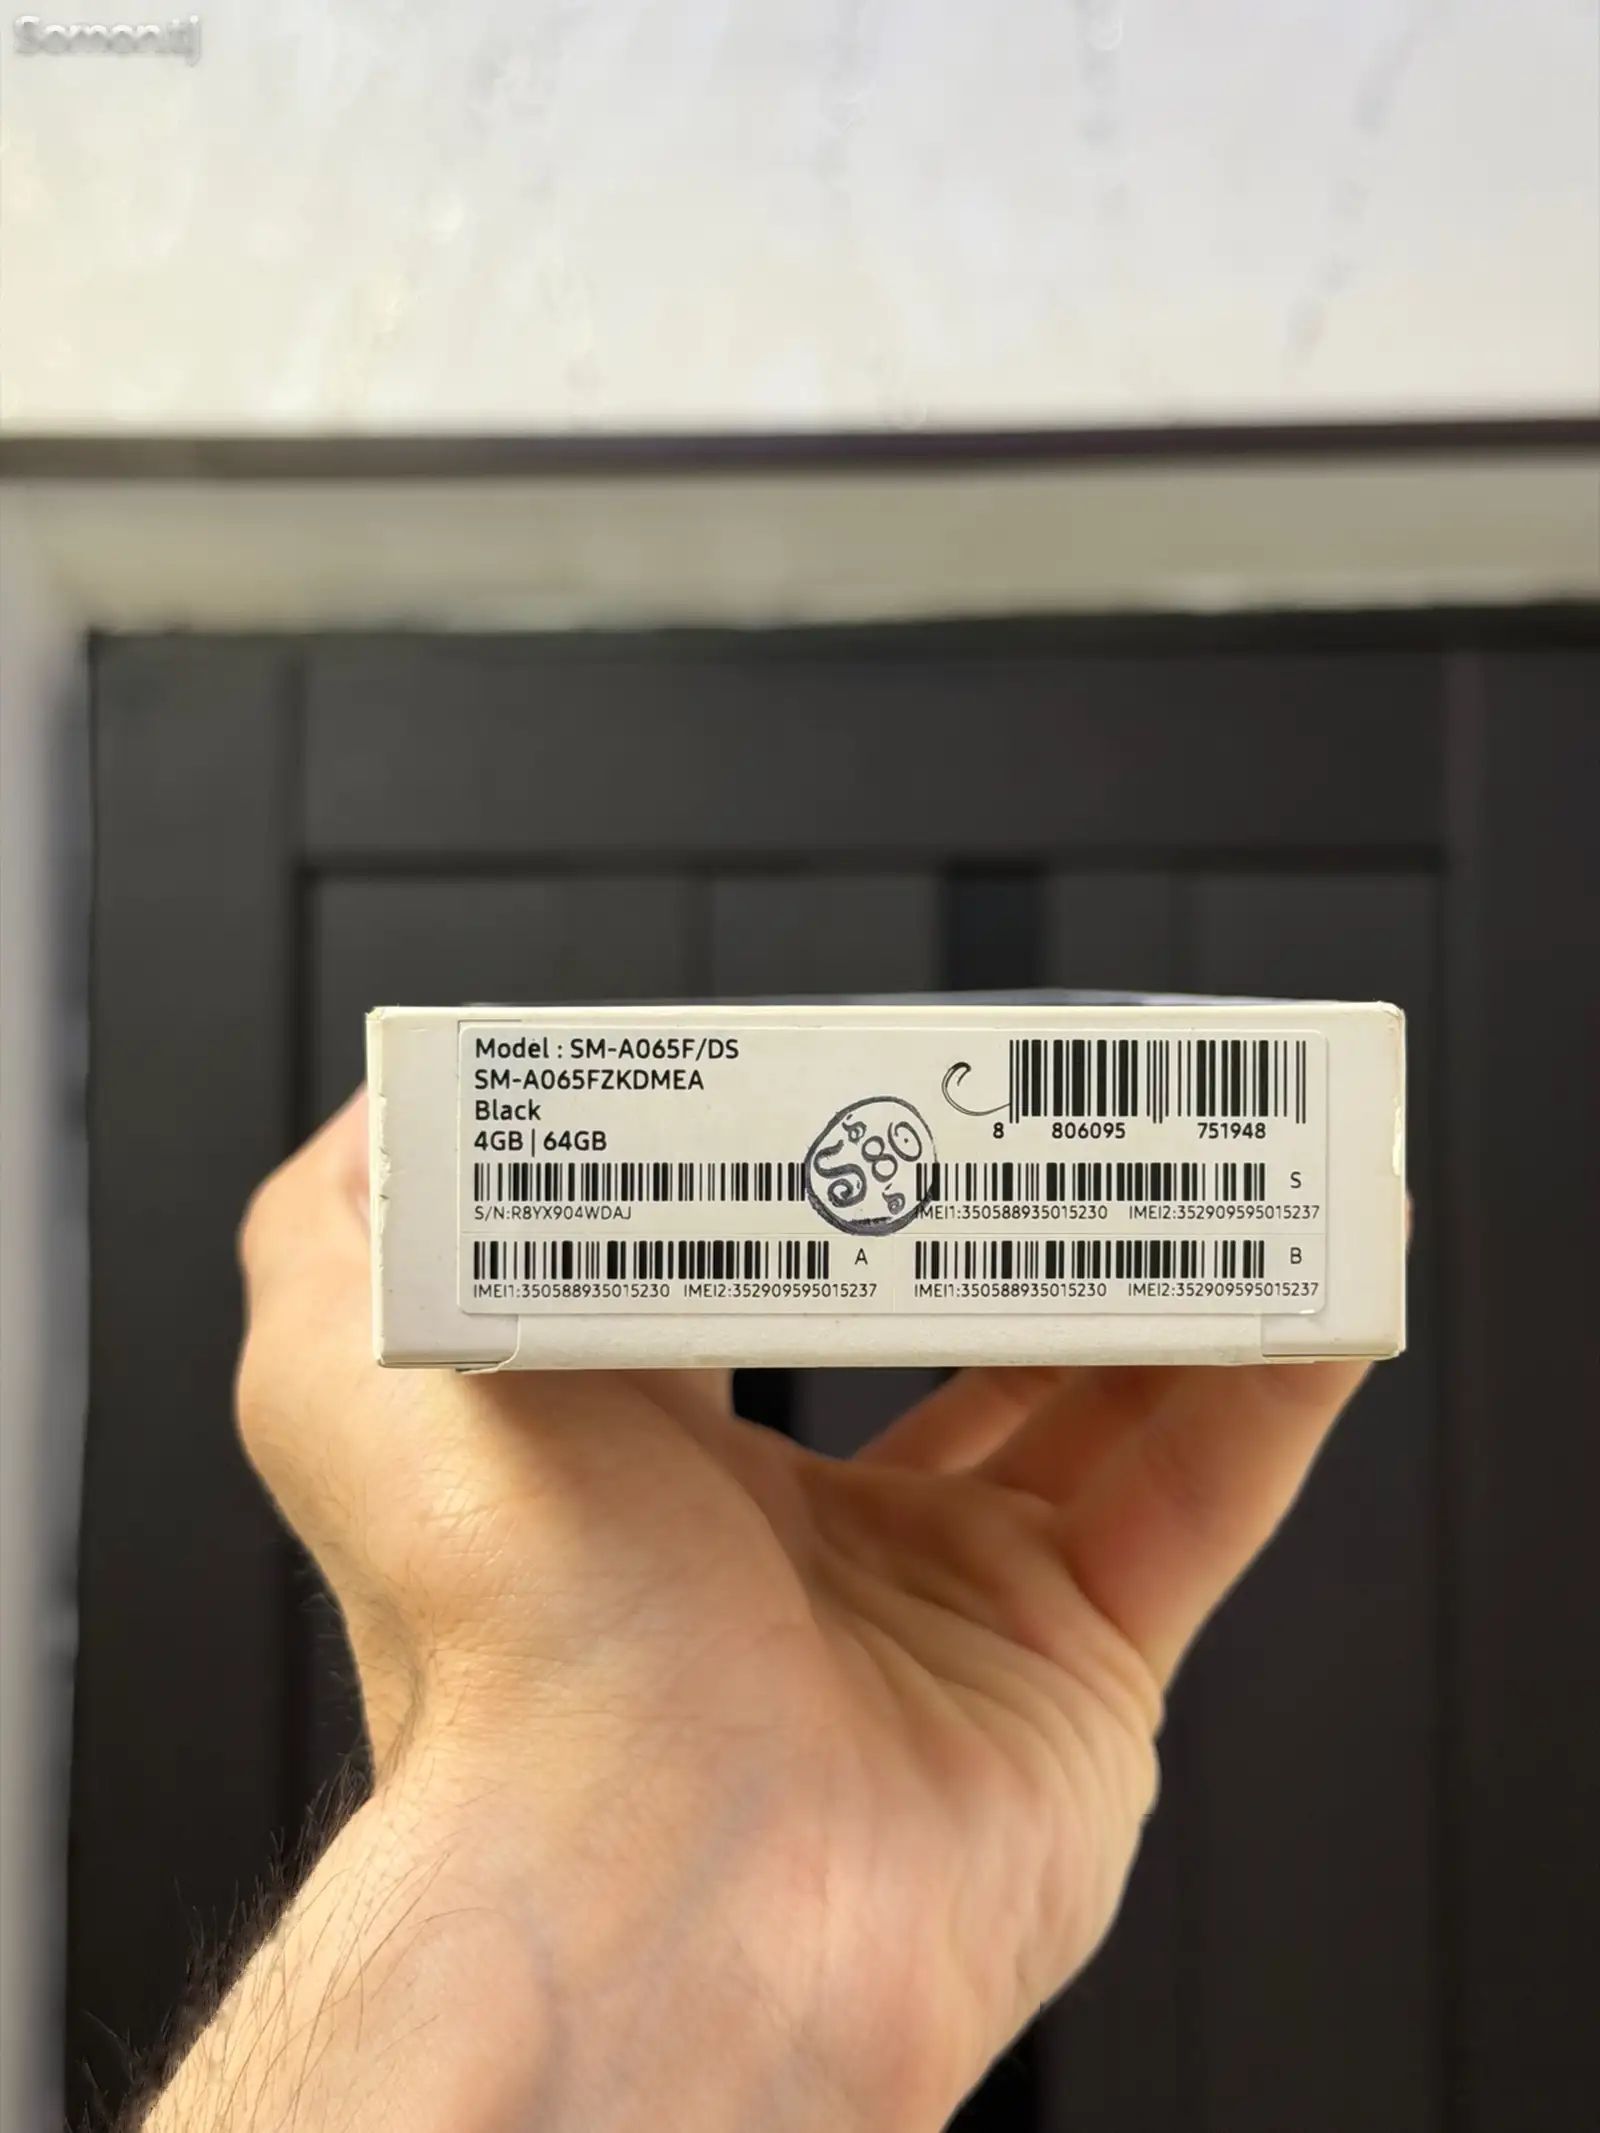 Somon.tj
Model : SM-A065F/DS
SM-A065FZKDMEA
Black
4GB | 64GB
S/N:R8YX904WDAJ
8 806095 751948
S
IMEI1:350588935015230 IMEI2:352909595015237
A
IMEI1:350588935015230 IMEI2:352909595015237
B
IMEI1:350588935015230 IMEI2:352909595015237